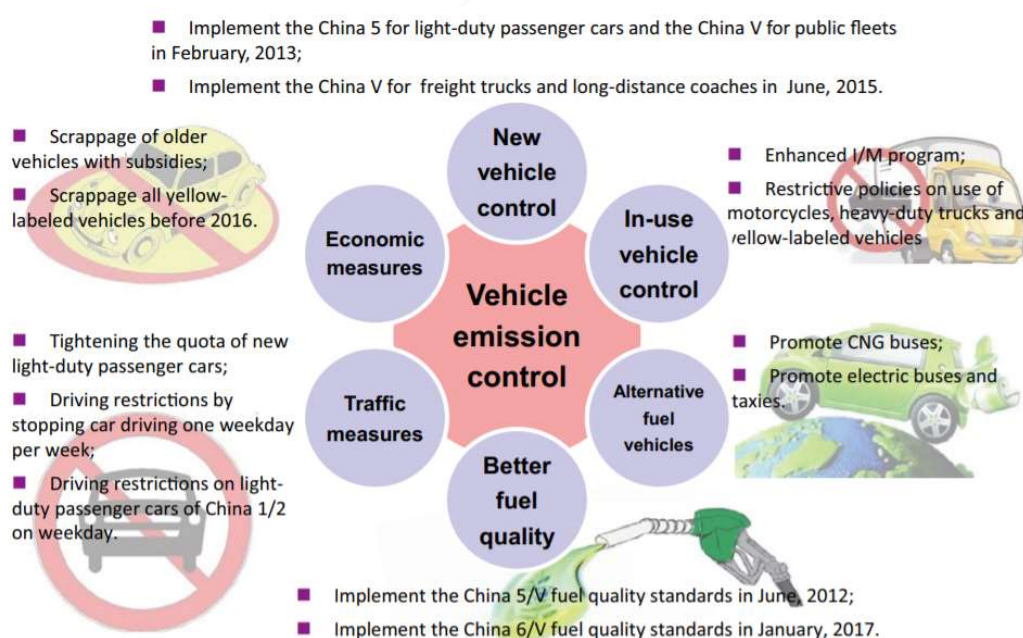 ■ Implement the China 5 for light-duty passenger cars and the China V for public fleets
in February, 2013;
■ Implement the China V for freight trucks and long-distance coaches in June, 2015.
■ Scrappage of older
vehicles with subsidies;
■ Scrappage all yellow-
labeled vehicles before 2016.
New
vehicle
control
■ Enhanced I/M program;
■ Restrictive policies on use of
motorcycles, heavy-duty trucks and
yellow-labeled vehicles
Economic
measures
In-use
vehicle
control
Vehicle
emission
control
■ Tightening the quota of new
light-duty passenger cars;
■ Driving restrictions by
stopping car driving one weekday
per week;
■ Driving restrictions on light-
duty passenger cars of China 1/2
on weekday.
Traffic
measures
Alternative
fuel
vehicles
■ Promote CNG buses;
■ Promote electric buses and
taxies.
Better
fuel
quality
■ Implement the China 5/V fuel quality standards in June, 2012;
■ Implement the China 6/V fuel quality standards in January, 2017.